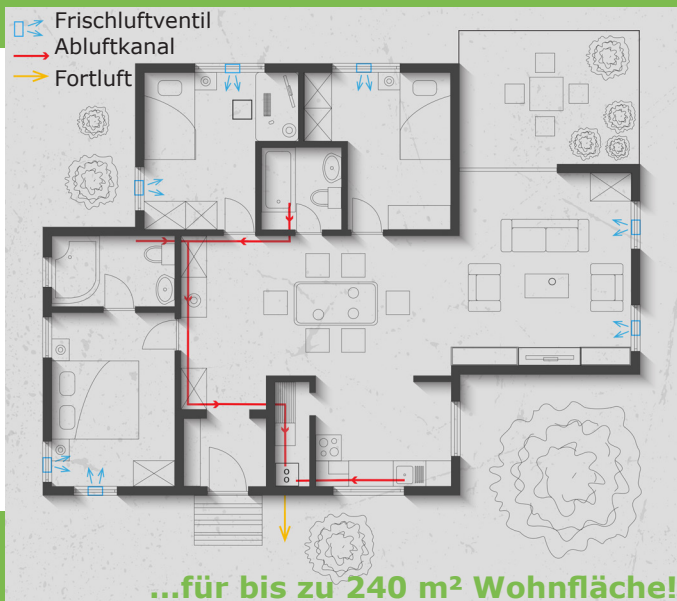 Frischluftventil
Abluftkanal
Fortluft
...für bis zu 240 m² Wohnfläche!